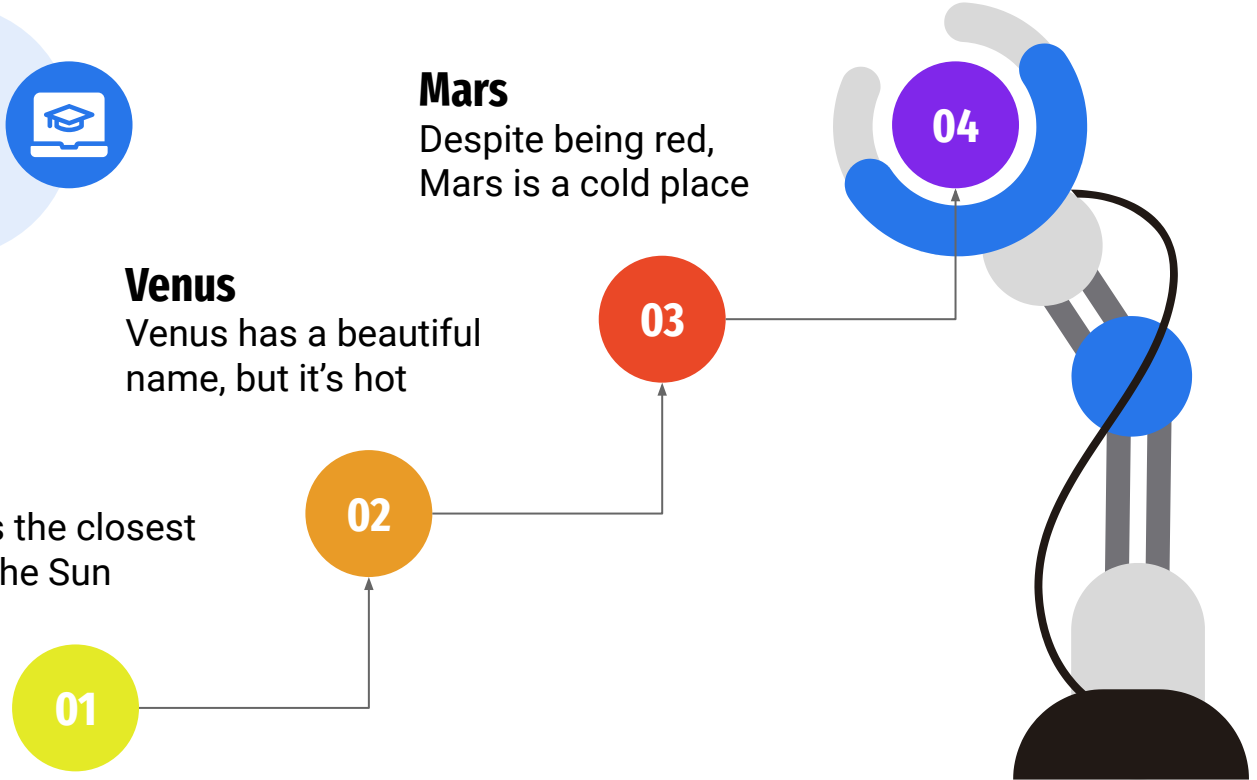 Mars
Despite being red,
Mars is a cold place
04
Venus
Venus has a beautiful
name, but it’s hot
03
the closest
he Sun
02
01